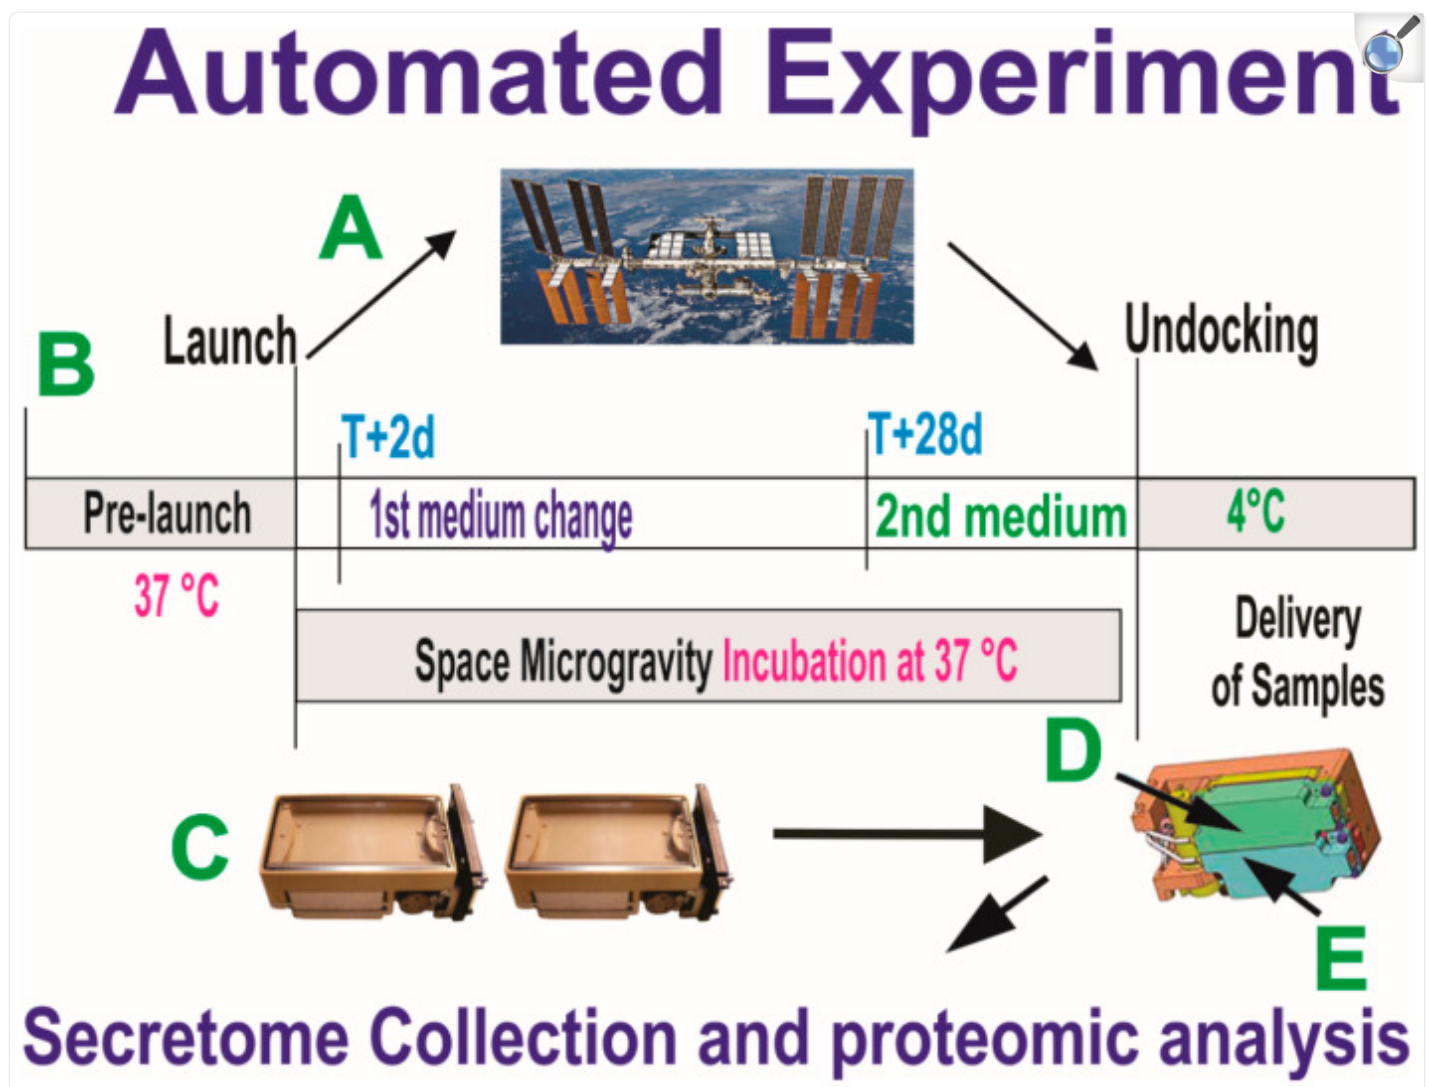 Automated Experiment
A
Launch
Undocking
B
T+2d
T+28d
Pre-launch
1st medium change
2nd medium
4°C
37 °C
Space Microgravity Incubation at 37 °C
Delivery
of Samples
C
D
E
Secretome Collection and proteomic analysis